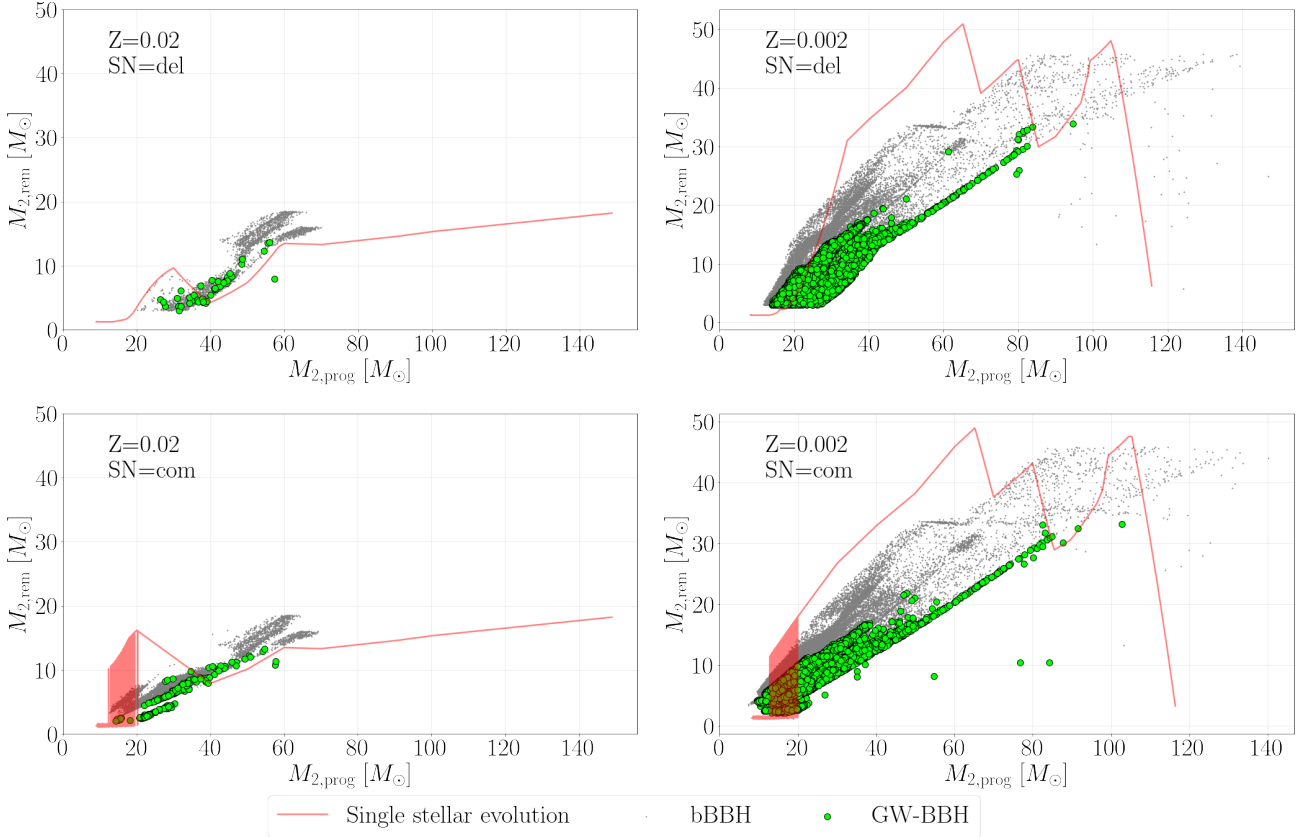 Z=0.02
SN=del
50
40
30
20
10
0
M₂,rem [M☉]
0 20 40 60 80 100 120 140
M₂,prog [M☉]
Z=0.002
SN=del
50
40
30
20
10
0
M₂,rem [M☉]
20 40 60 80 100 120 140
M₂,prog [M☉]
Z=0.02
SN=com
50
40
30
20
10
0
M₂,rem [M☉]
0 20 40 60 80 100 120 140
M₂,prog [M☉]
Z=0.002
SN=com
50
40
30
20
10
0
M₂,rem [M☉]
0 20 40 60 80 100 120 140
M₂,prog [M☉]
Single stellar evolution bBBH GW-BBH